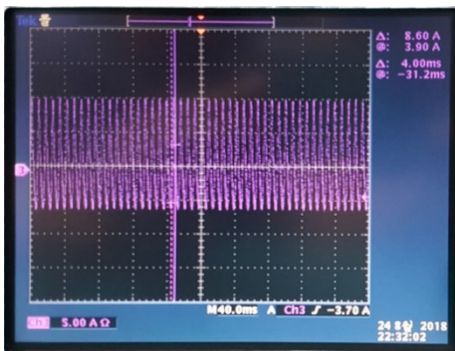 Tek
Δ: 8.60 A
@: 3.90 A
Δ: 4.00ms
@: −31.2ms
3
M 40.0ms A Ch3 ∫ −3.70 A
Ch3 5.00 A Ω
24 8월 2018
22:32:02